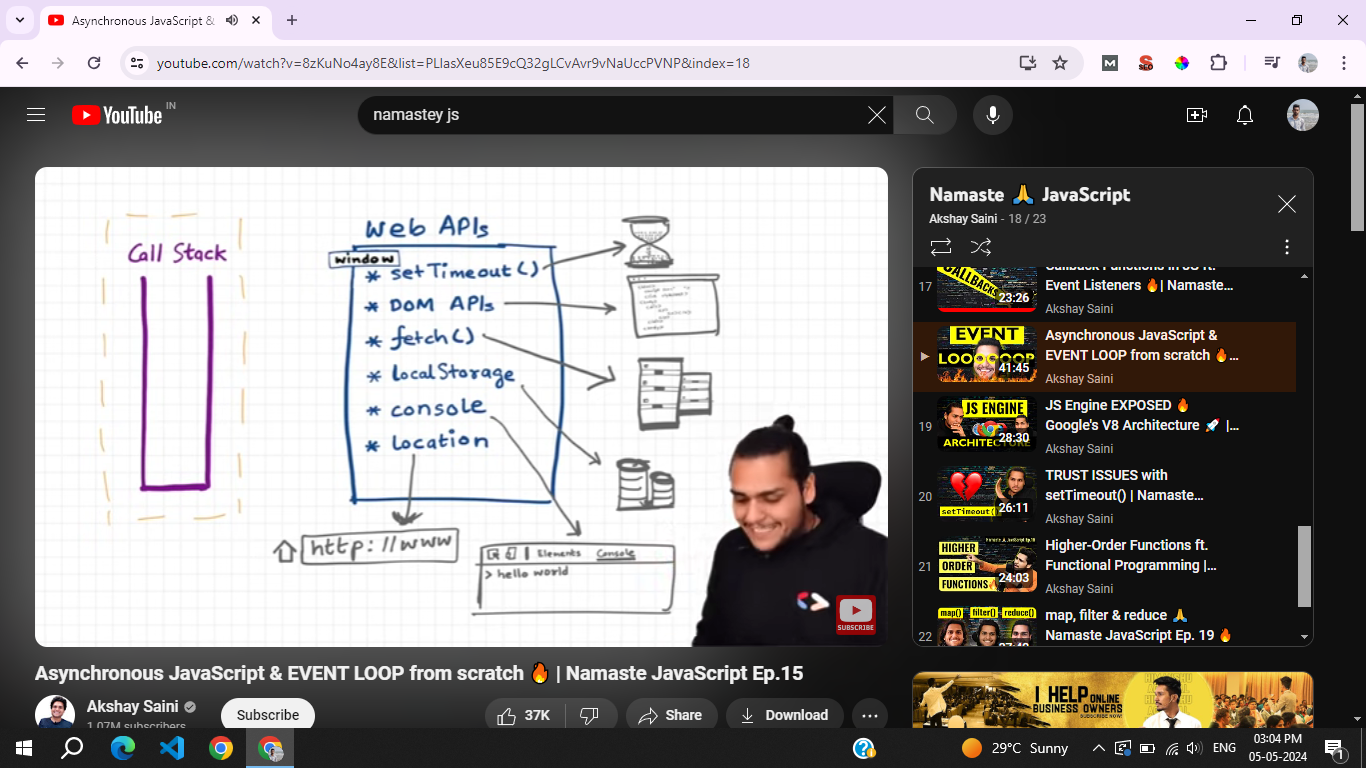 Asynchronous JavaScript &
youtube.com/watch?v=8zKuNo4ay8E&list=PLlasXeu85E9cQ32gLCvAvr9vNaUccPVNP&index=18
YouTube IN
namastey js
Call Stack
Web APIs
window
* setTimeout()
* DOM APIs
* fetch()
* localStorage
* console
* location
http://www
Elements Console
> hello world
SUBSCRIBE
Namaste 🙏 JavaScript
Akshay Saini - 18 / 23
17
CALLBACKS
23:26
Callback Functions in JS ft.
Event Listeners 🔥| Namaste...
Akshay Saini
EVENT
LOOP
41:45
Asynchronous JavaScript &
EVENT LOOP from scratch 🔥...
Akshay Saini
19
JS ENGINE
ARCHITECTURE
28:30
JS Engine EXPOSED 🔥
Google's V8 Architecture 🚀 |...
Akshay Saini
20
setTimeout()
26:11
TRUST ISSUES with
setTimeout() | Namaste...
Akshay Saini
21
HIGHER
ORDER
FUNCTIONS
24:03
Higher-Order Functions ft.
Functional Programming |...
Akshay Saini
22
map() filter() reduce()
map, filter & reduce 🙏
Namaste JavaScript Ep. 19 🔥
Asynchronous JavaScript & EVENT LOOP from scratch 🔥 | Namaste JavaScript Ep.15
Akshay Saini
1.07M subscribers
Subscribe
37K
Share
Download
I HELP ONLINE
BUSINESS OWNERS
SUBSCRIBE NOW!
29°C Sunny
ENG
03:04 PM
05-05-2024
1